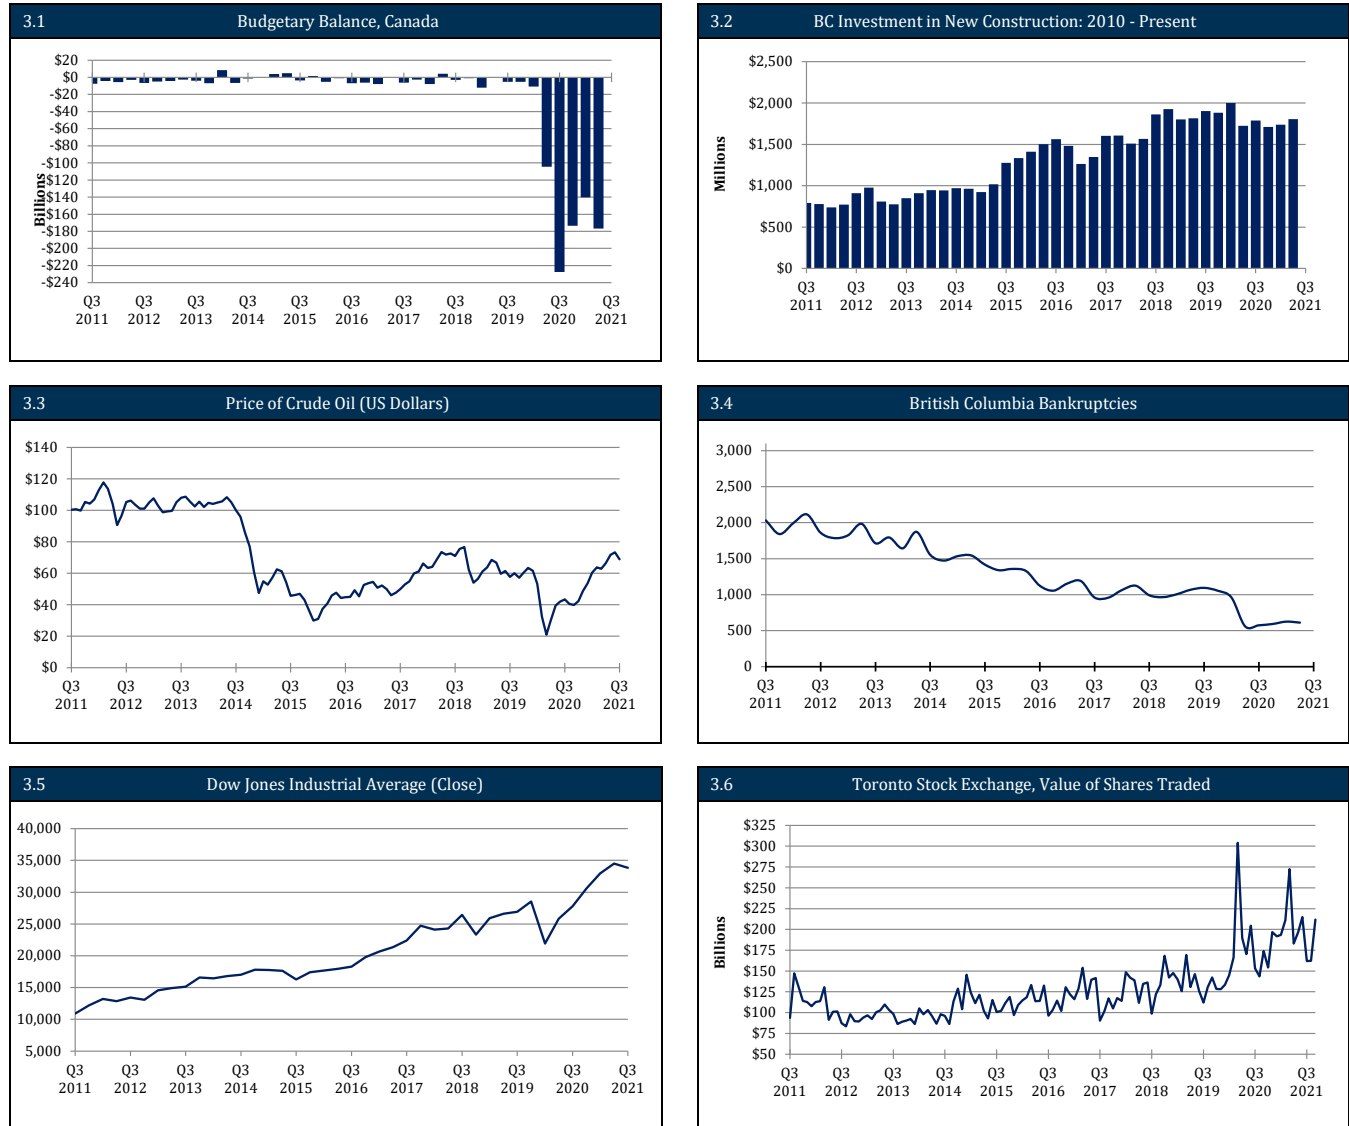 3.1 Budgetary Balance, Canada
$20
$0
-$20
-$40
-$60
-$80
-$100
-$120
-$140
-$160
-$180
-$200
-$220
-$240
Billions
Q3 Q3 Q3 Q3 Q3 Q3 Q3 Q3 Q3 Q3 Q3
2011 2012 2013 2014 2015 2016 2017 2018 2019 2020 2021
3.2 BC Investment in New Construction: 2010 - Present
$2,500
$2,000
$1,500
$1,000
$500
$0
Millions
Q3 Q3 Q3 Q3 Q3 Q3 Q3 Q3 Q3 Q3 Q3
2011 2012 2013 2014 2015 2016 2017 2018 2019 2020 2021
3.3 Price of Crude Oil (US Dollars)
$140
$120
$100
$80
$60
$40
$20
$0
Q3 Q3 Q3 Q3 Q3 Q3 Q3 Q3 Q3 Q3 Q3
2011 2012 2013 2014 2015 2016 2017 2018 2019 2020 2021
3.4 British Columbia Bankruptcies
3,000
2,500
2,000
1,500
1,000
500
0
Q3 Q3 Q3 Q3 Q3 Q3 Q3 Q3 Q3 Q3 Q3
2011 2012 2013 2014 2015 2016 2017 2018 2019 2020 2021
3.5 Dow Jones Industrial Average (Close)
40,000
35,000
30,000
25,000
20,000
15,000
10,000
5,000
Q3 Q3 Q3 Q3 Q3 Q3 Q3 Q3 Q3 Q3 Q3
2011 2012 2013 2014 2015 2016 2017 2018 2019 2020 2021
3.6 Toronto Stock Exchange, Value of Shares Traded
$325
$300
$275
$250
$225
$200
$175
$150
$125
$100
$75
$50
Billions
Q3 Q3 Q3 Q3 Q3 Q3 Q3 Q3 Q3 Q3 Q3
2011 2012 2013 2014 2015 2016 2017 2018 2019 2020 2021